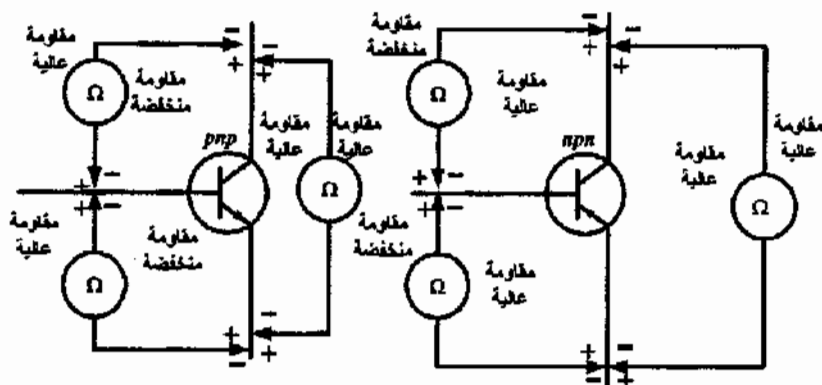 مقاومة
عالية
Ω
مقاومة
منخفضة
pnp
مقاومة
عالية
مقاومة
عالية
Ω
مقاومة
عالية
Ω
مقاومة
منخفضة
- +
- +
+ -
+ -
+ -
- +
مقاومة
منخفضة
Ω
مقاومة
عالية
npn
مقاومة
عالية
مقاومة
عالية
Ω
مقاومة
منخفضة
Ω
مقاومة
عالية
- +
- +
+ -
+ -
+ -
- +